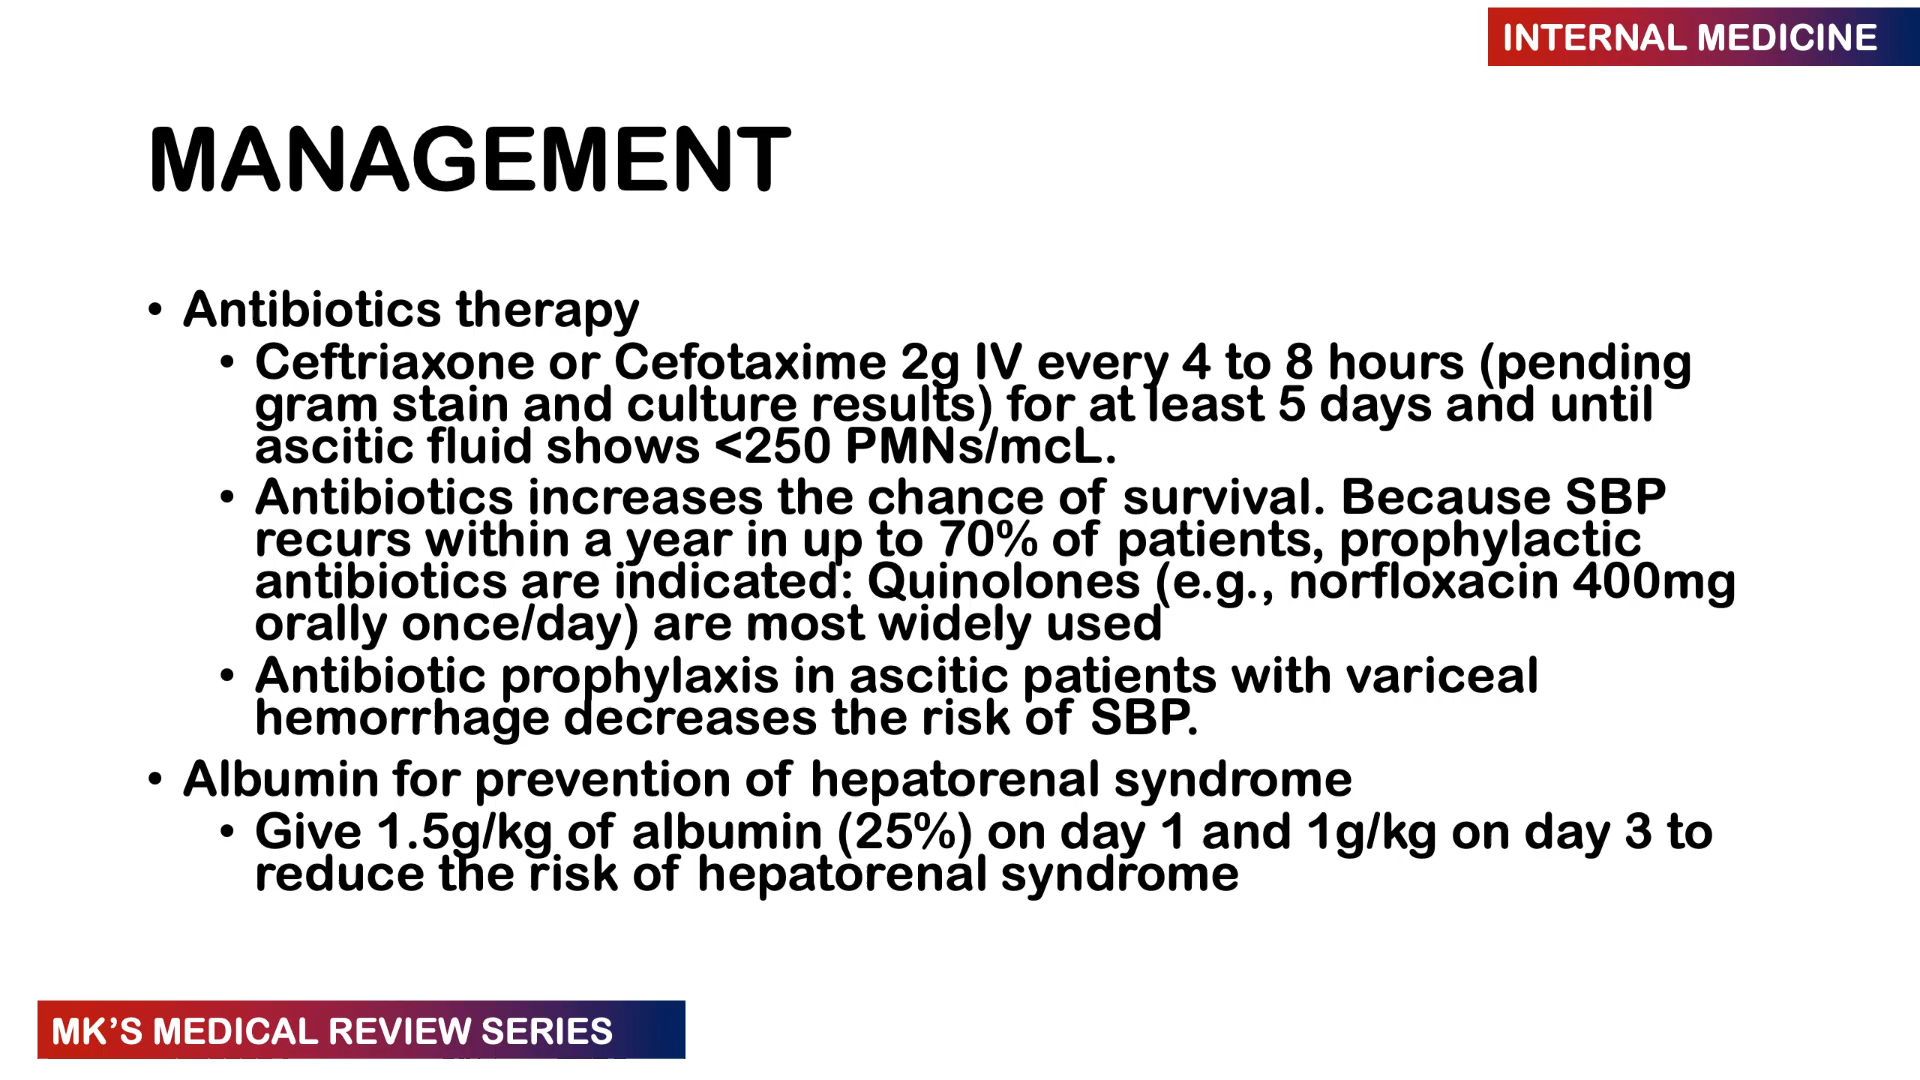 INTERNAL MEDICINE
MANAGEMENT
• Antibiotics therapy
• Ceftriaxone or Cefotaxime 2g IV every 4 to 8 hours (pending
gram stain and culture results) for at least 5 days and until
ascitic fluid shows <250 PMNs/mcL.
• Antibiotics increases the chance of survival. Because SBP
recurs within a year in up to 70% of patients, prophylactic
antibiotics are indicated: Quinolones (e.g., norfloxacin 400mg
orally once/day) are most widely used
• Antibiotic prophylaxis in ascitic patients with variceal
hemorrhage decreases the risk of SBP.
• Albumin for prevention of hepatorenal syndrome
• Give 1.5g/kg of albumin (25%) on day 1 and 1g/kg on day 3 to
reduce the risk of hepatorenal syndrome
MK’S MEDICAL REVIEW SERIES